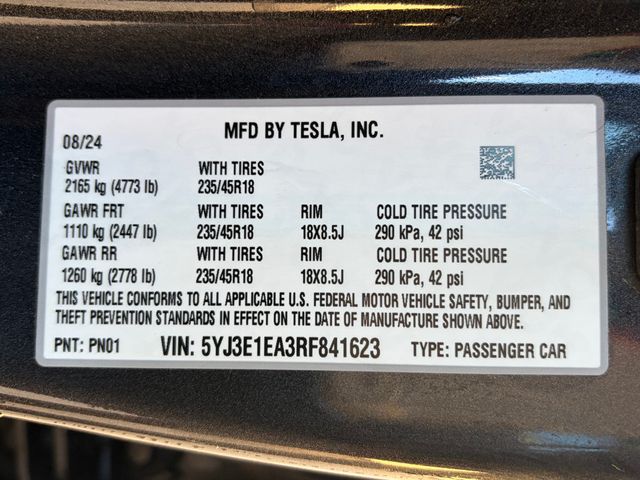 MFD BY TESLA, INC.
08/24
GVWR WITH TIRES
2165 kg (4773 lb) 235/45R18
GAWR FRT WITH TIRES RIM COLD TIRE PRESSURE
1110 kg (2447 lb) 235/45R18 18X8.5J 290 kPa, 42 psi
GAWR RR WITH TIRES RIM COLD TIRE PRESSURE
1260 kg (2778 lb) 235/45R18 18X8.5J 290 kPa, 42 psi
THIS VEHICLE CONFORMS TO ALL APPLICABLE U.S. FEDERAL MOTOR VEHICLE SAFETY, BUMPER, AND
THEFT PREVENTION STANDARDS IN EFFECT ON THE DATE OF MANUFACTURE SHOWN ABOVE.
PNT: PN01 VIN: 5YJ3E1EA3RF841623 TYPE: PASSENGER CAR